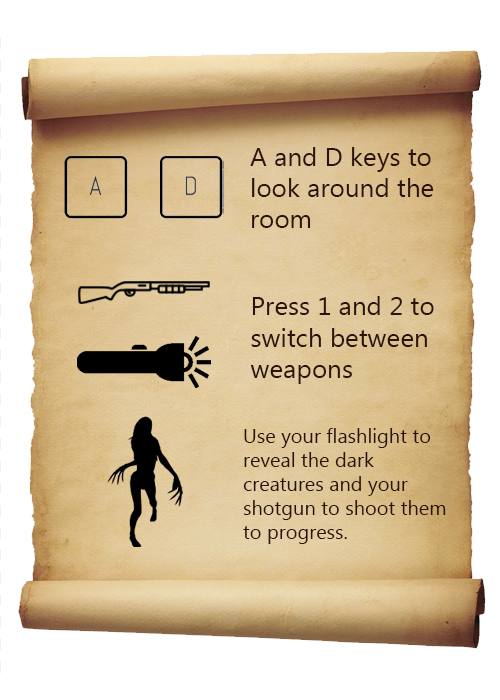 A D
A and D keys to
look around the
room
Press 1 and 2 to
switch between
weapons
Use your flashlight to
reveal the dark
creatures and your
shotgun to shoot them
to progress.